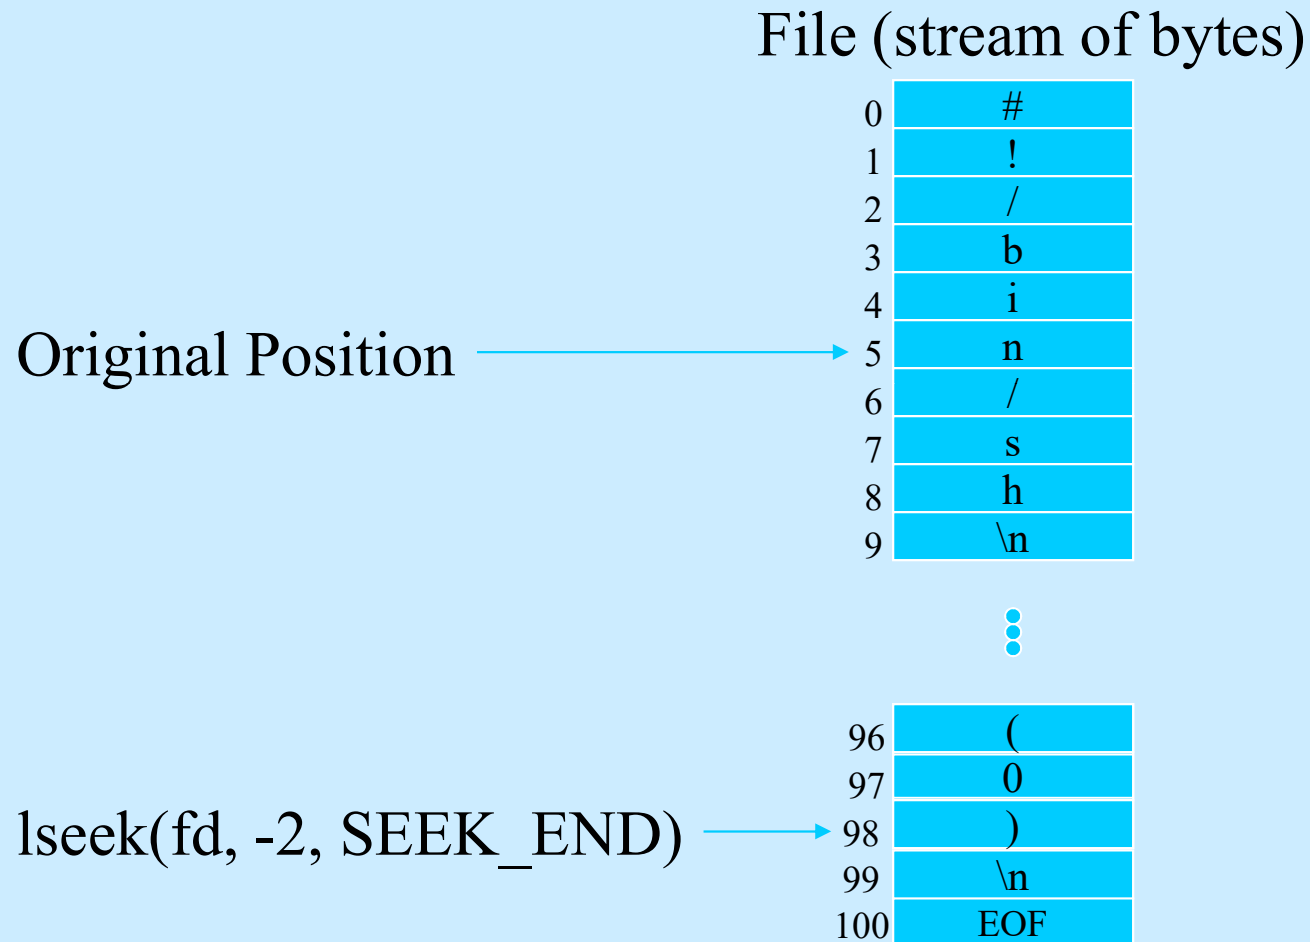 File (stream of bytes)
0 #
1 !
2 /
3 b
4 i
Original Position 5 n
6 /
7 s
8 h
9 \n
96 (
97 0
lseek(fd, -2, SEEK_END) 98 )
99 \n
100 EOF